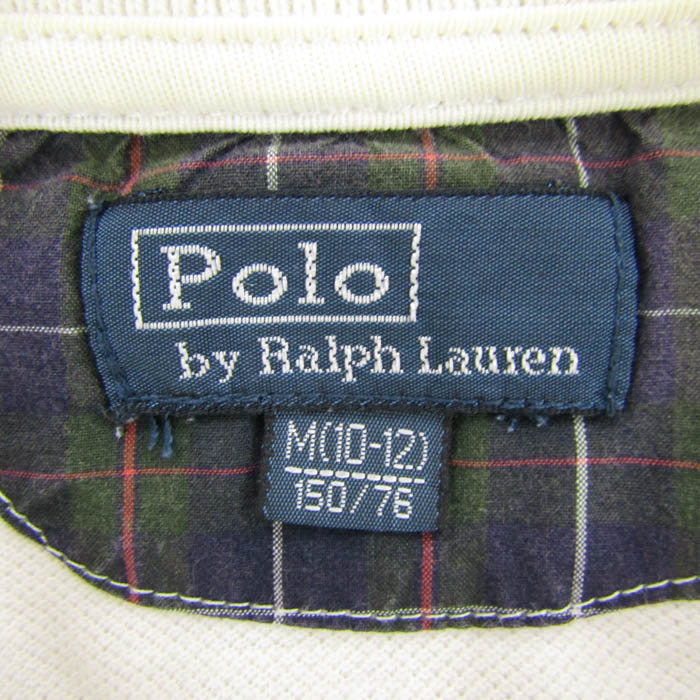 Polo
by Ralph Lauren
M(10-12)
150/76